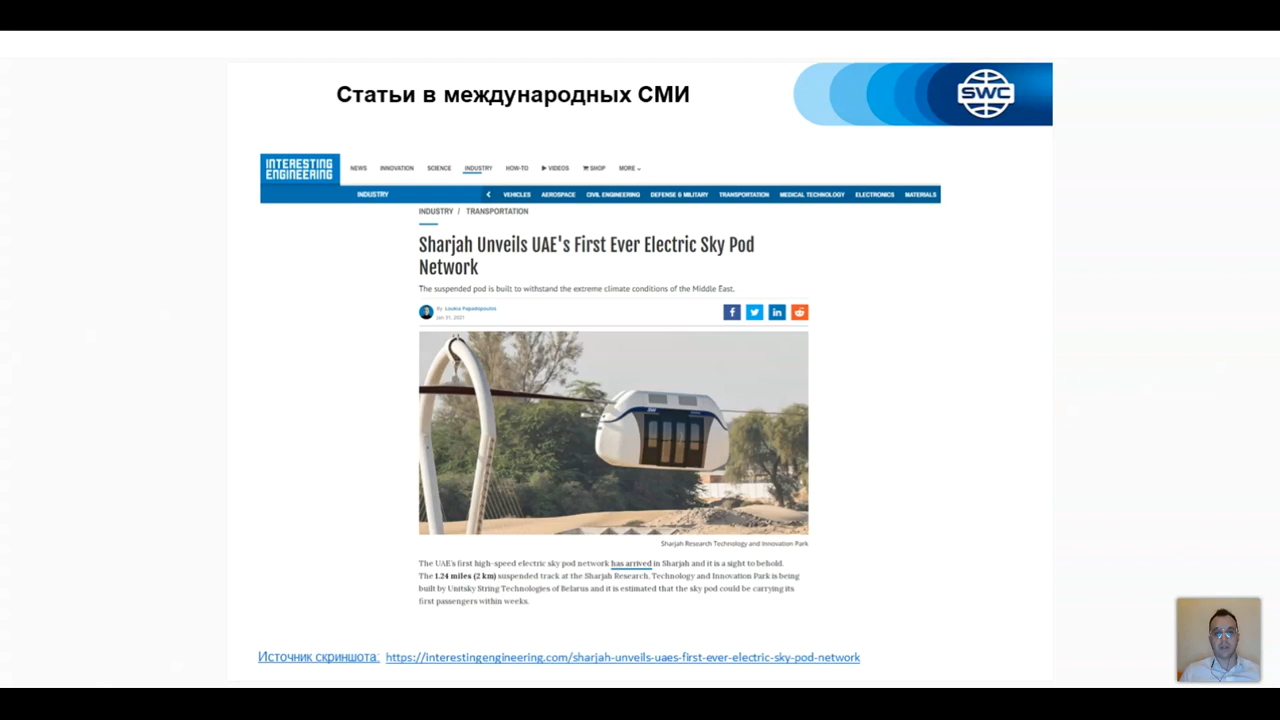 Статьи в международных СМИ
SWC
INTERESTING
ENGINEERING
NEWS INNOVATION SCIENCE INDUSTRY HOW-TO VIDEOS SHOP MORE
INDUSTRY
VEHICLES AEROSPACE CIVIL ENGINEERING DEFENSE & MILITARY TRANSPORTATION MEDICAL TECHNOLOGY ELECTRONICS MATERIALS
INDUSTRY / TRANSPORTATION
Sharjah Unveils UAE's First Ever Electric Sky Pod
Network
The suspended pod is built to withstand the extreme climate conditions of the Middle East.
By Loukia Papadopoulos
Jan 31, 2021
Sharjah Research Technology and Innovation Park
The UAE's first high-speed electric sky pod network has arrived in Sharjah and it is a sight to behold.
The 1.24 miles (2 km) suspended track at the Sharjah Research, Technology and Innovation Park is being
built by Unitsky String Technologies of Belarus and it is estimated that the sky pod could be carrying its
first passengers within weeks.
Источник скриншота: https://interestingengineering.com/sharjah-unveils-uaes-first-ever-electric-sky-pod-network